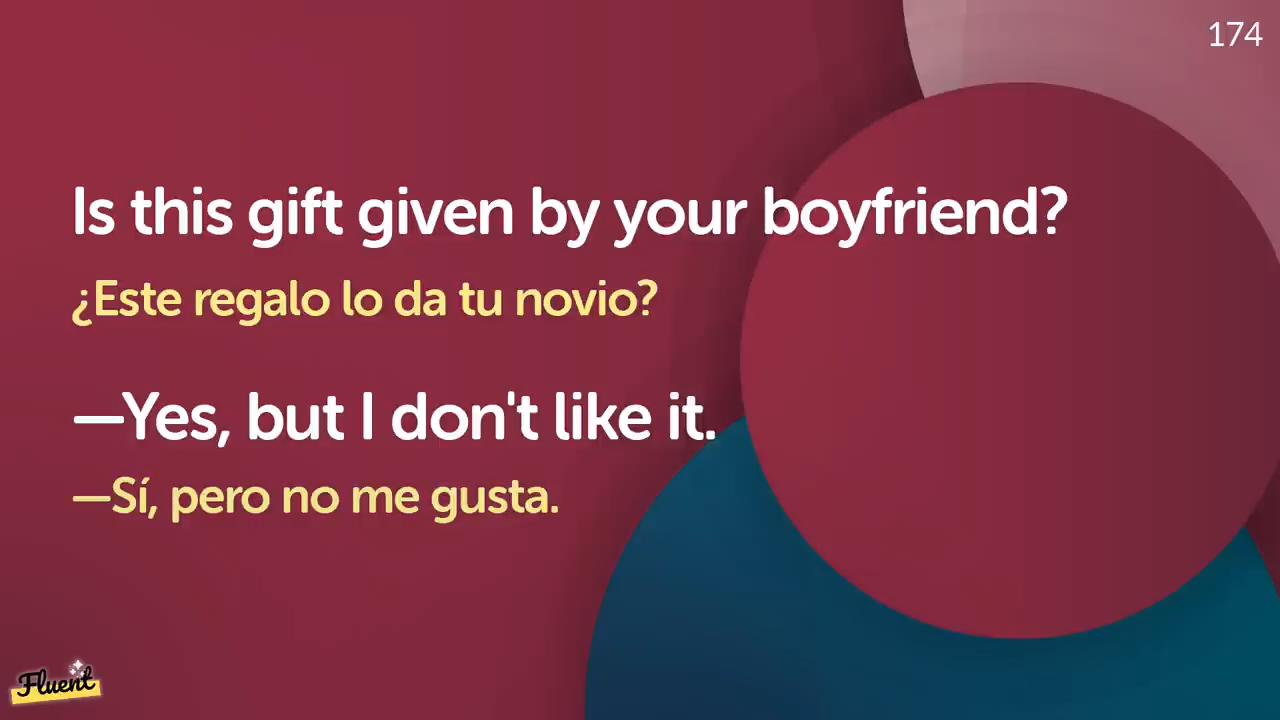 174
Is this gift given by your boyfriend?
¿Este regalo lo da tu novio?
—Yes, but I don't like it.
—Sí, pero no me gusta.
Fluent